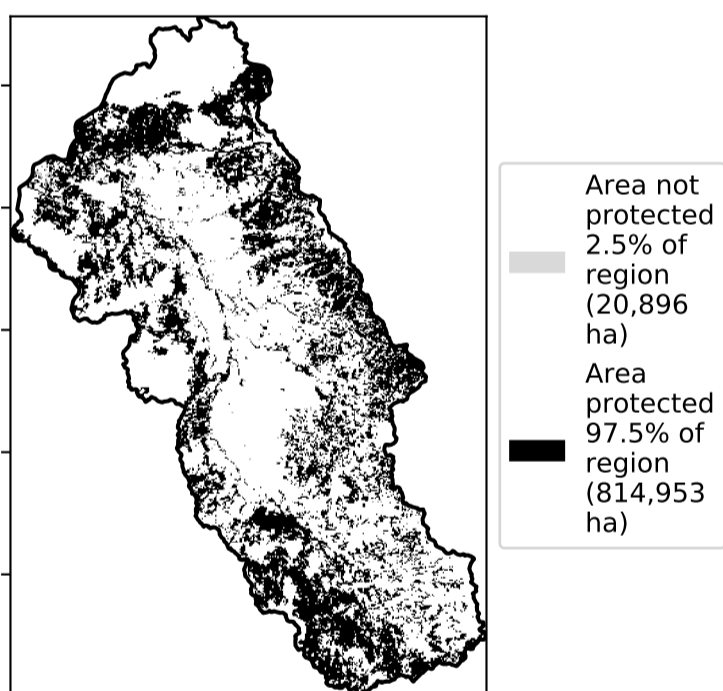 Area not
protected
2.5% of
region
(20,896
ha)
Area
protected
97.5% of
region
(814,953
ha)